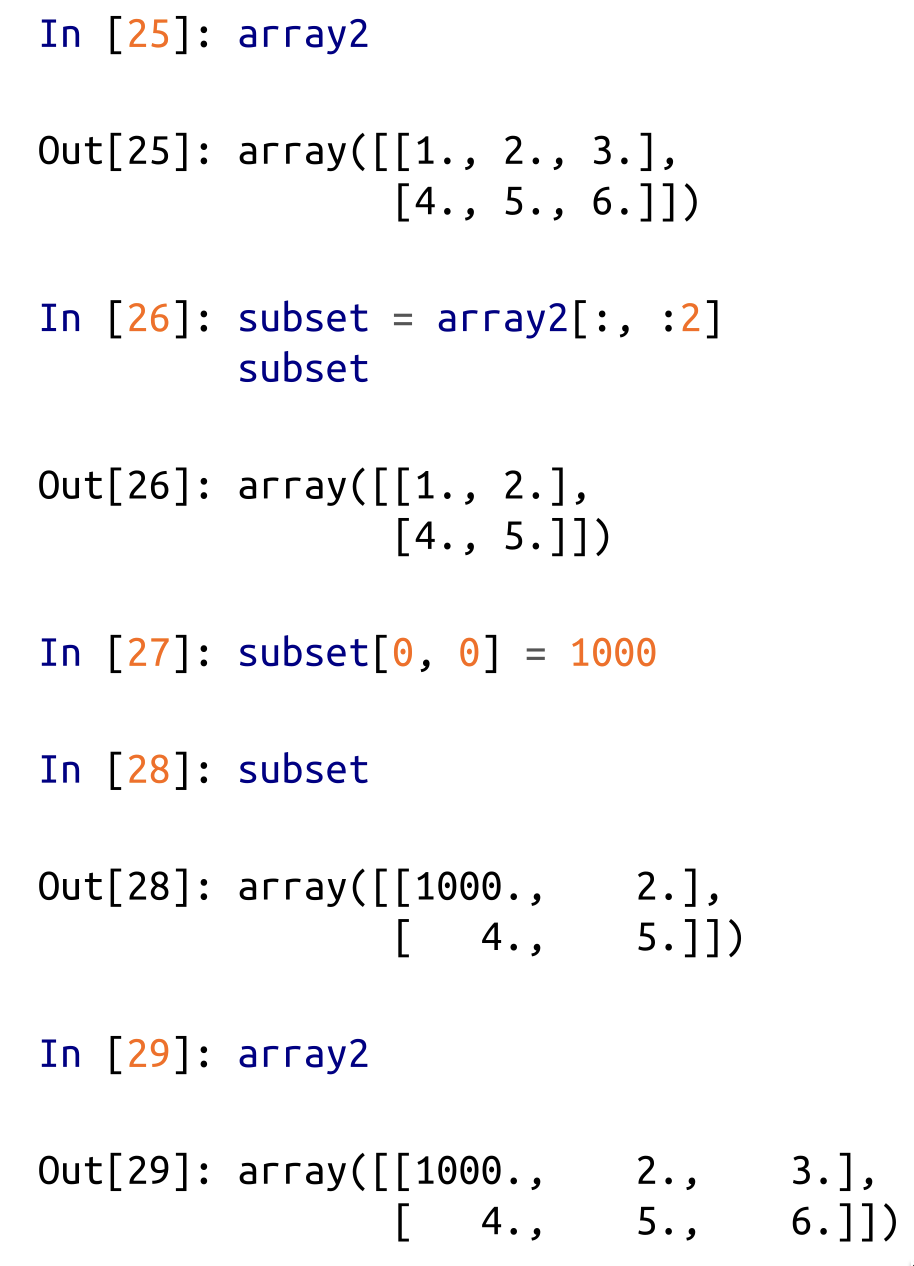 In [25]: array2
Out[25]: array([[1., 2., 3.],
[4., 5., 6.]])
In [26]: subset = array2[:, :2]
subset
Out[26]: array([[1., 2.],
[4., 5.]])
In [27]: subset[0, 0] = 1000
In [28]: subset
Out[28]: array([[1000.,    2.],
[   4.,    5.]])
In [29]: array2
Out[29]: array([[1000.,    2.,    3.],
[   4.,    5.,    6.]])